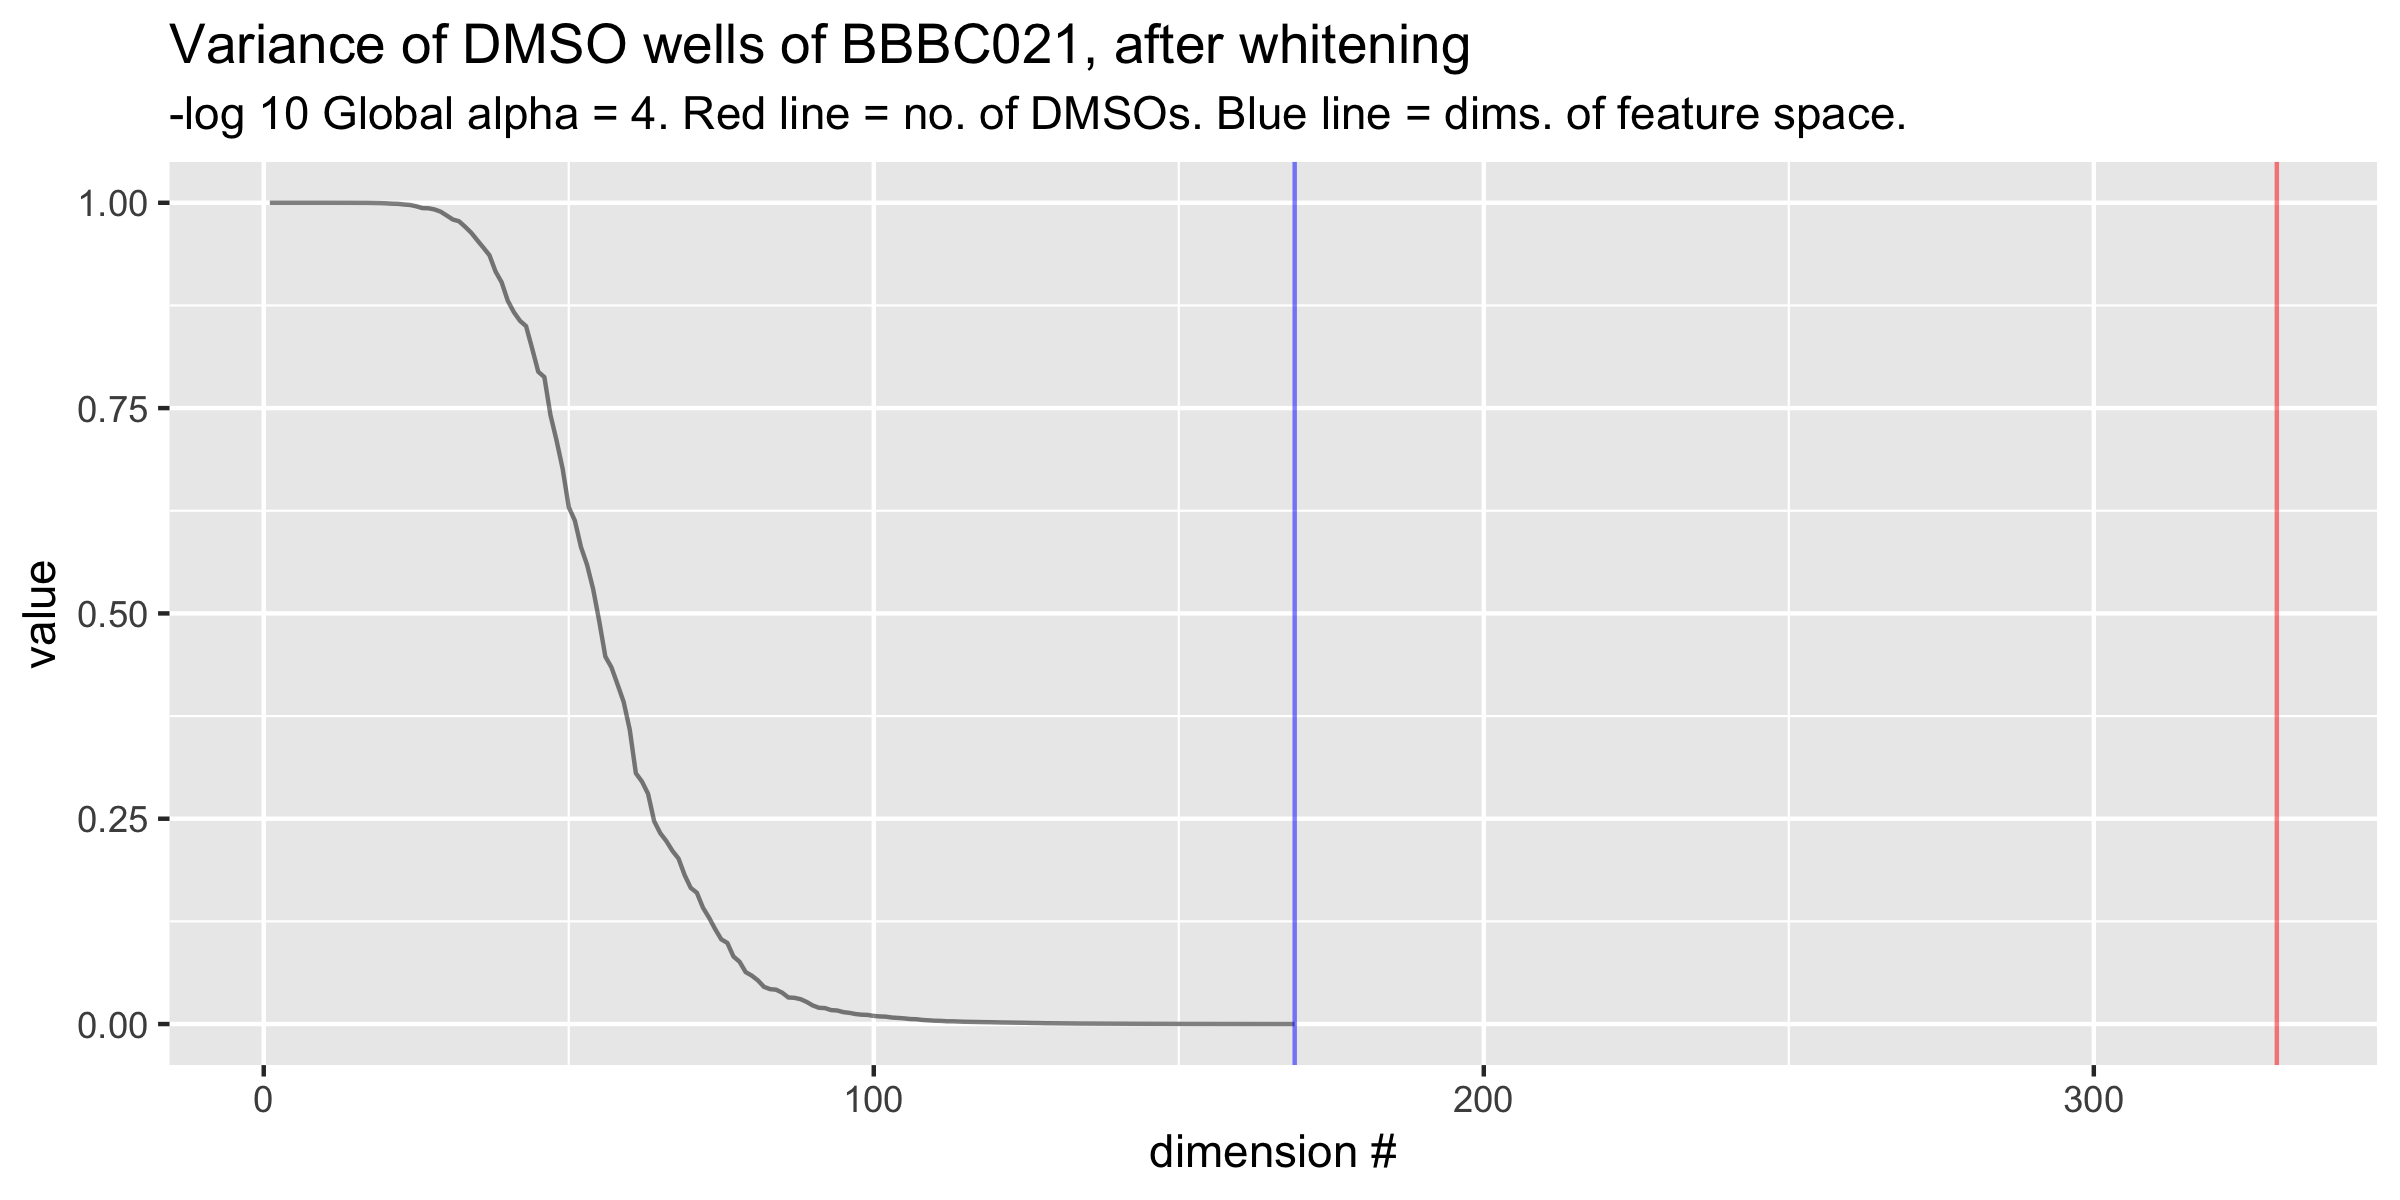 Variance of DMSO wells of BBBC021, after whitening
-log 10 Global alpha = 4. Red line = no. of DMSOs. Blue line = dims. of feature space.
value
1.00
0.75
0.50
0.25
0.00
0 100 200 300
dimension #